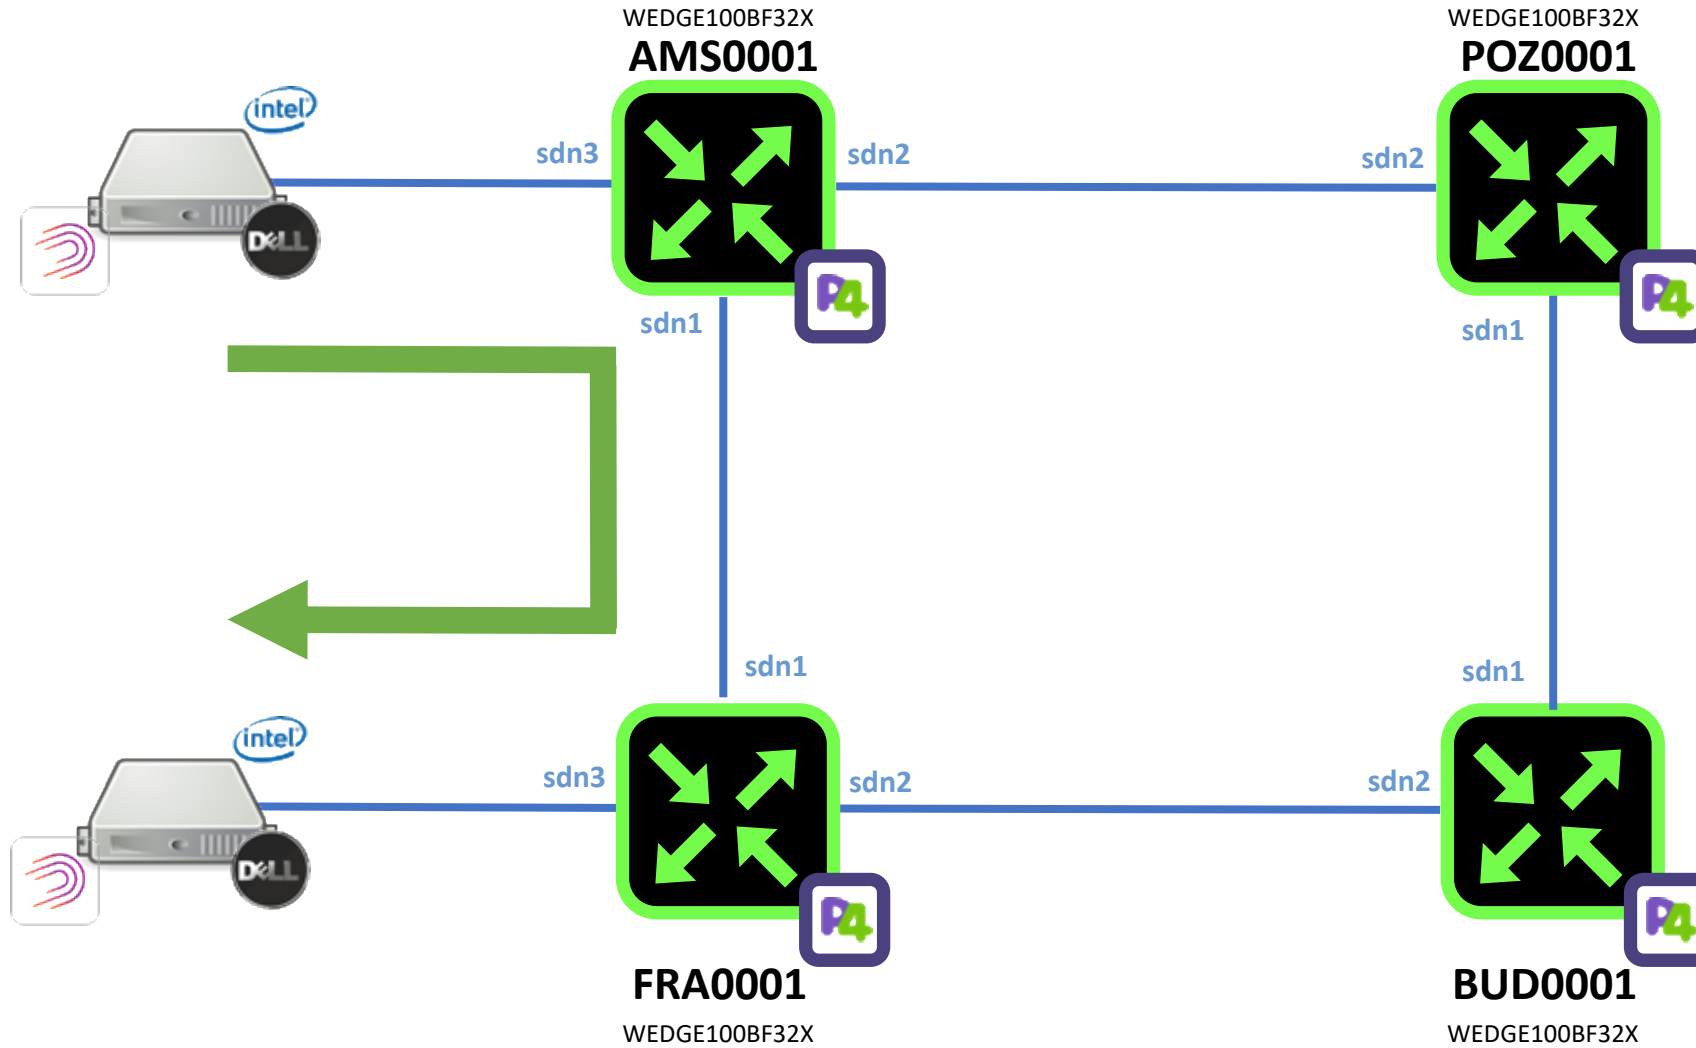 WEDGE100BF32X
AMS0001
WEDGE100BF32X
POZ0001
intel
sdn3
sdn2
sdn2
DELL
P4
P4
sdn1
sdn1
sdn1
sdn1
intel
sdn3
sdn2
sdn2
DELL
P4
P4
FRA0001
WEDGE100BF32X
BUD0001
WEDGE100BF32X